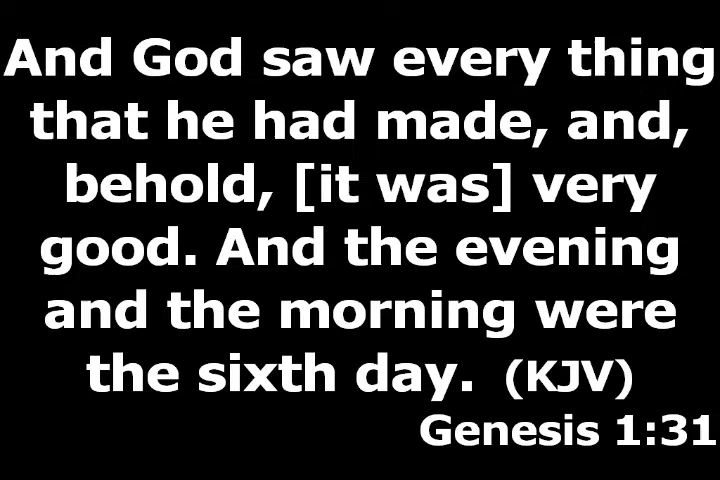 And God saw every thing
that he had made, and,
behold, [it was] very
good. And the evening
and the morning were
the sixth day. (KJV)
Genesis 1:31